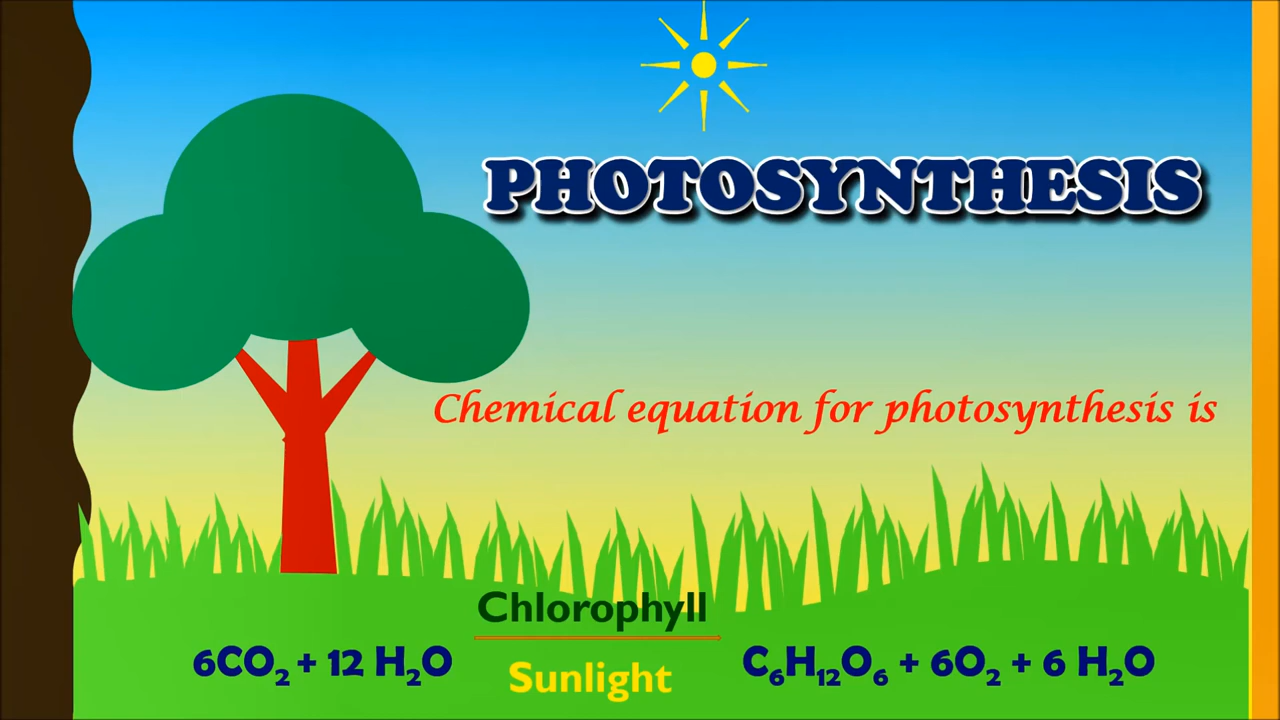 PHOTOSYNTHESIS
Chemical equation for photosynthesis is
Chlorophyll
6CO₂ + 12 H₂O C₆H₁₂O₆ + 6O₂ + 6 H₂O
Sunlight